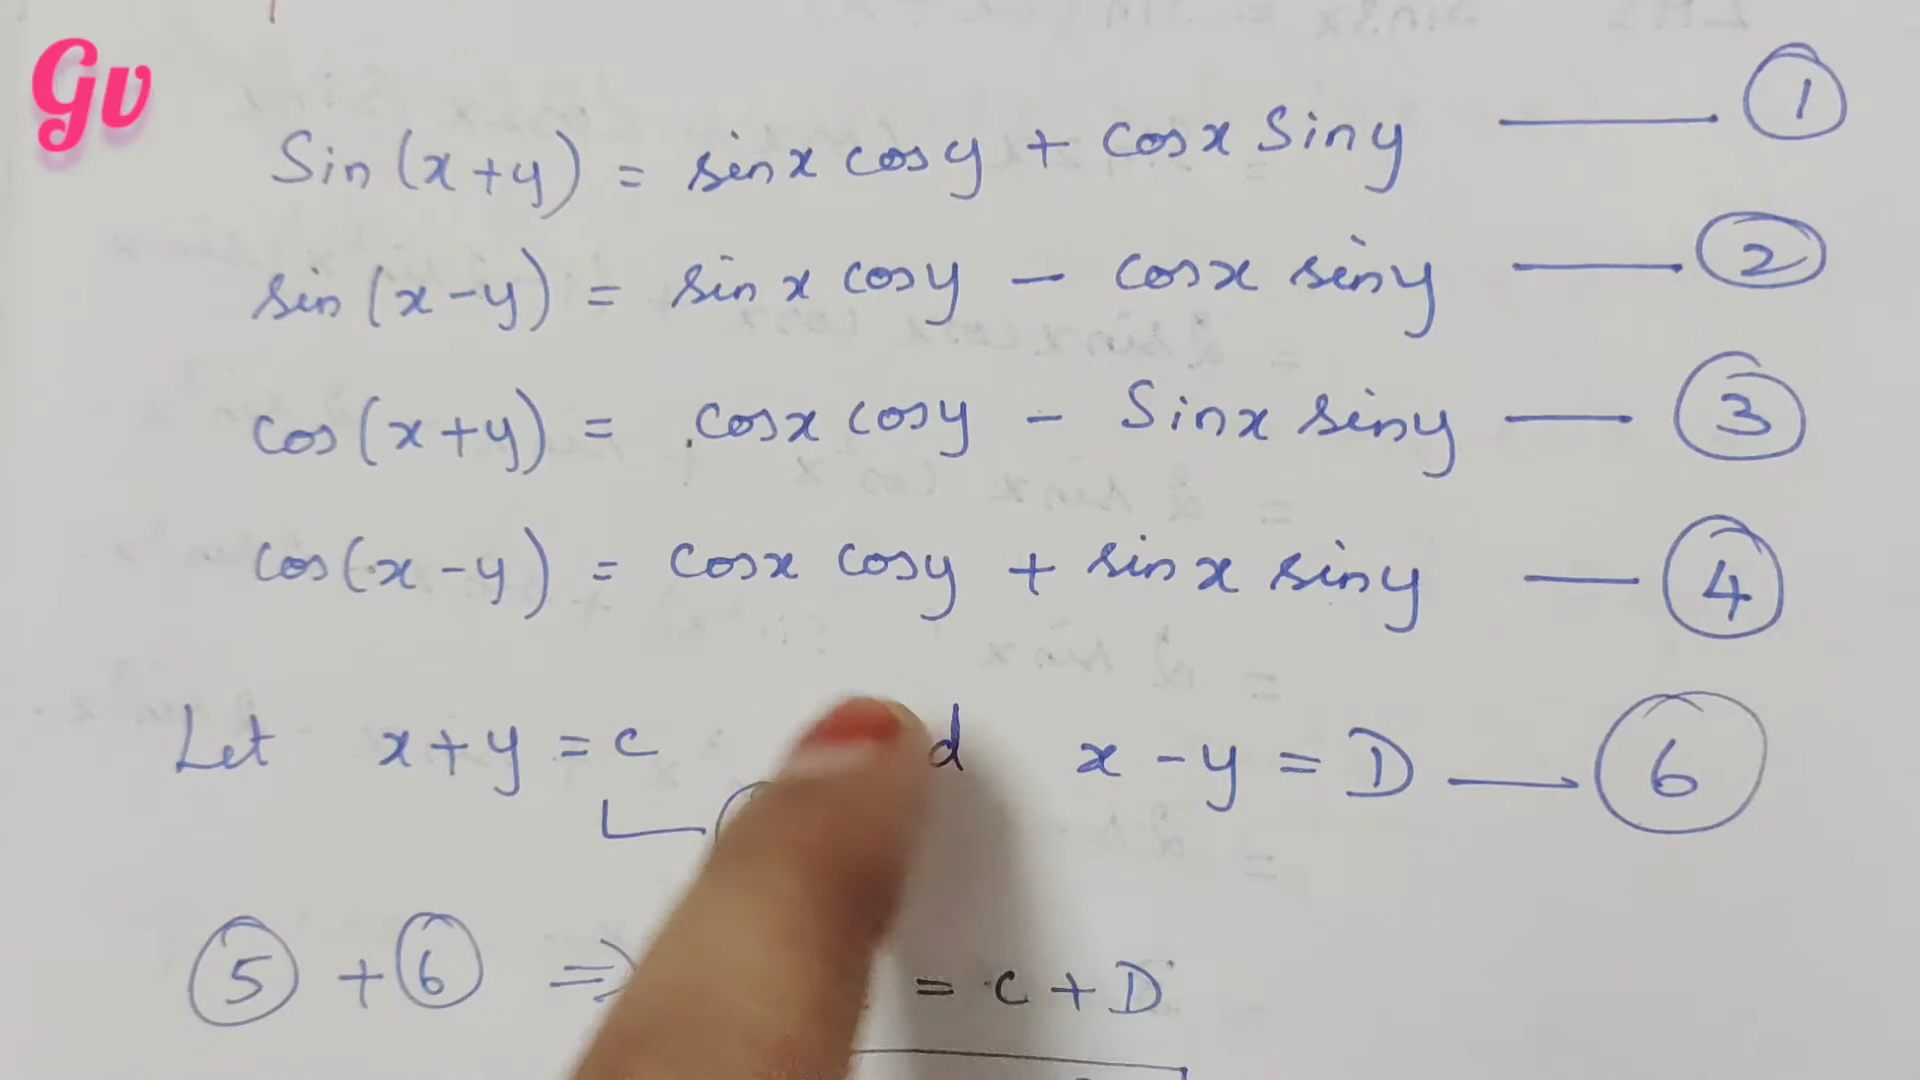 Gv
Sin (x+y) = sinx cosy + cosx Siny —— 1
sin (x-y) = sin x cosy - cosx siny —— 2
cos (x+y) = cosx cosy - Sinx siny —— 3
cos(x-y) = cosx cosy + sinx siny — 4
Let x+y = c d x-y = D —— 6
5 + 6 ⇒ = c + D